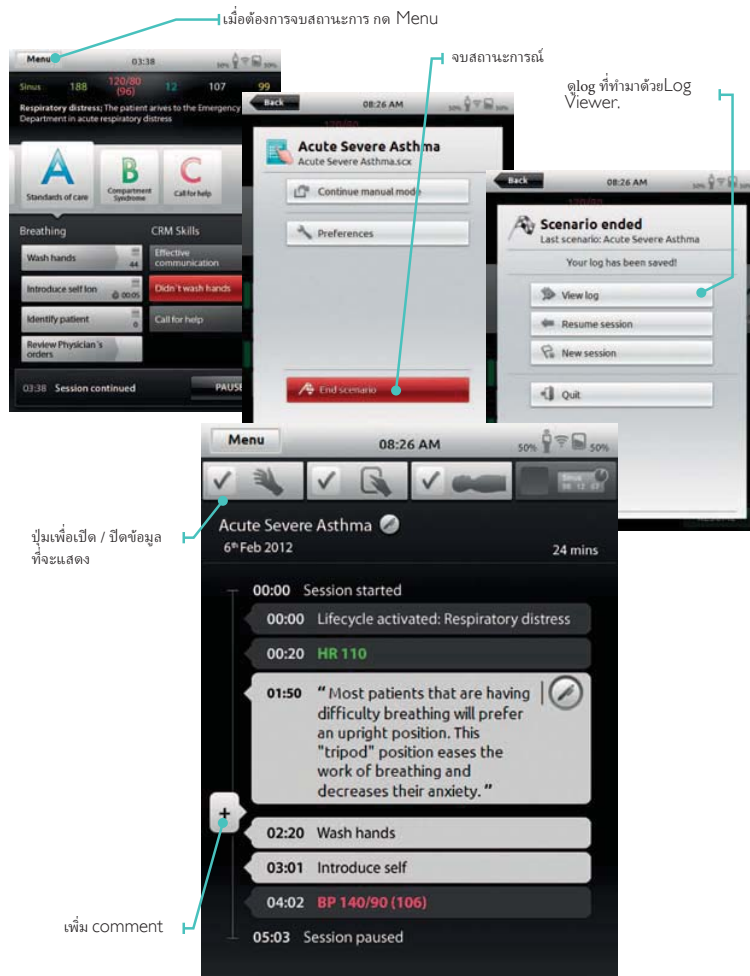 เมื่อต้องการจบสถานะการ กด Menu
Menu
03:38
50%
50%
Sinus 188 120/80 (96) 12 107 99
Respiratory distress; The patient arives to the Emergency
Department in acute respiratory distress
A
Standards of care
B
Compartment
Syndrome
C
Call for help
Breathing
CRM Skills
Wash hands
44
Effective
communication
Introduce self Ion
00:05
Didn't wash hands
Identify patient
0
Call for help
Review Physician's
orders
03:38 Session continued
PAUSE
จบสถานะการณ์
Back
08:26 AM
50%
50%
120/80
Acute Severe Asthma
Acute Severe Asthma.scx
Continue manual mode
Preferences
End scenario
ดูlog ที่ทำมาด้วยLog
Viewer.
Back
08:26 AM
50%
50%
120/80
Scenario ended
Last scenario: Acute Severe Asthma
Your log has been saved!
View log
Resume session
New session
Quit
Menu
08:26 AM
50%
50%
Sinus
ปุ่มเพื่อเปิด / ปิดข้อมูล
ที่จะแสดง
Acute Severe Asthma
6th Feb 2012
24 mins
00:00 Session started
00:00 Lifecycle activated: Respiratory distress
00:20 HR 110
01:50 “Most patients that are having
difficulty breathing will prefer
an upright position. This
"tripod" position eases the
work of breathing and
decreases their anxiety.”
+
02:20 Wash hands
03:01 Introduce self
04:02 BP 140/90 (106)
เพิ่ม comment
05:03 Session paused